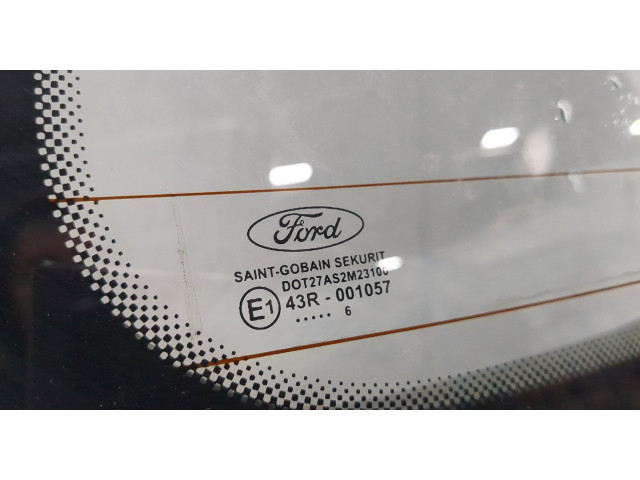 Ford
SAINT-GOBAIN SEKURIT
DOT27AS2M23100
E1 43R - 001057
..... 6